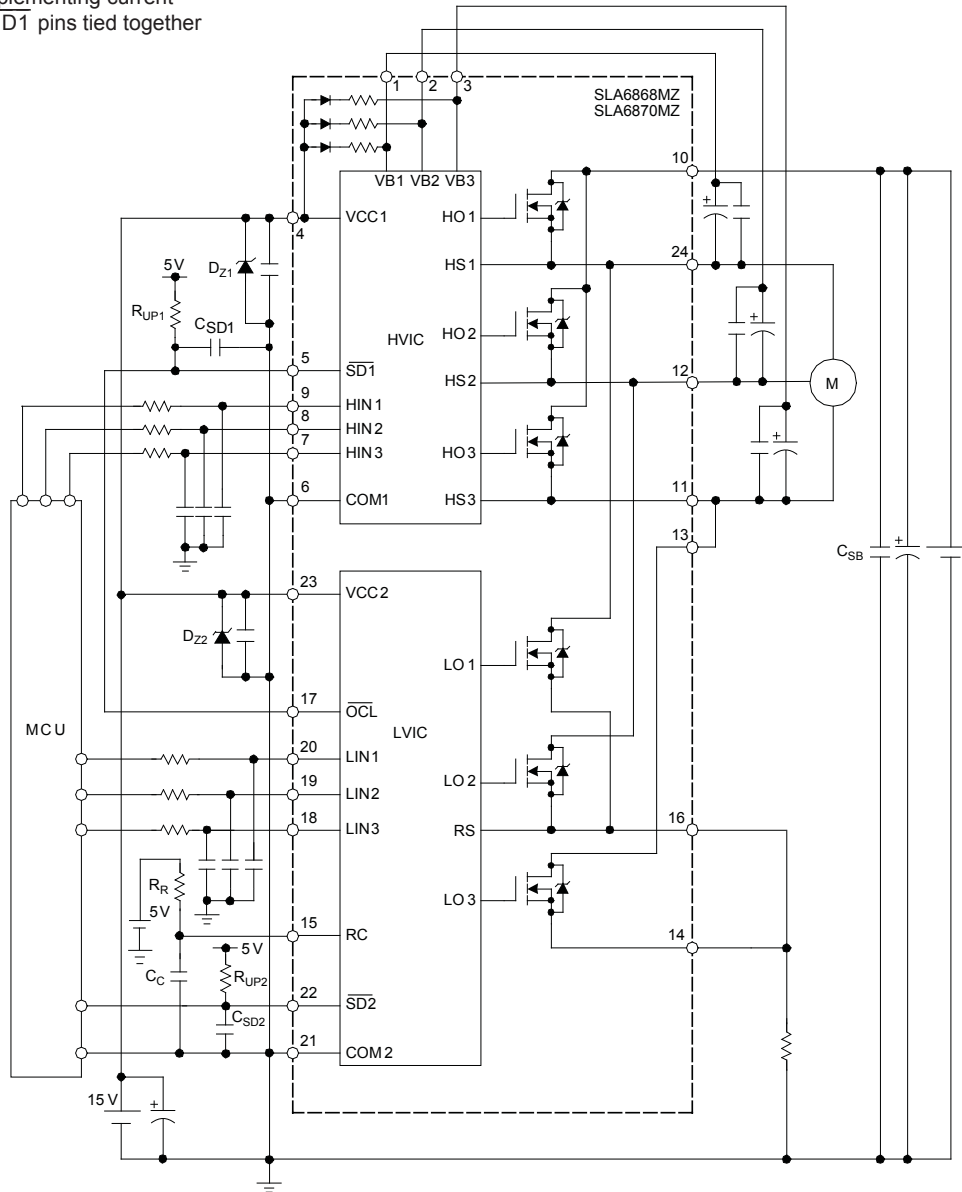 plementing current
D1 pins tied together
1
2
3
SLA6868MZ
SLA6870MZ
10
VB1 VB2 VB3
4
VCC1
HO1
24
HS1
5V
DZ1
RUP1
CSD1
HVIC
HO2
5
SD1
12
HS2
M
9
HIN1
8
HIN2
7
HIN3
HO3
6
COM1
11
HS3
13
CSB
23
VCC2
DZ2
LO1
17
OCL
MCU
LVIC
20
LIN1
19
LIN2
LO2
18
LIN3
16
RS
RR
5V
LO3
15
RC
14
5V
CC
RUP2
22
SD2
CSD2
21
COM2
15V